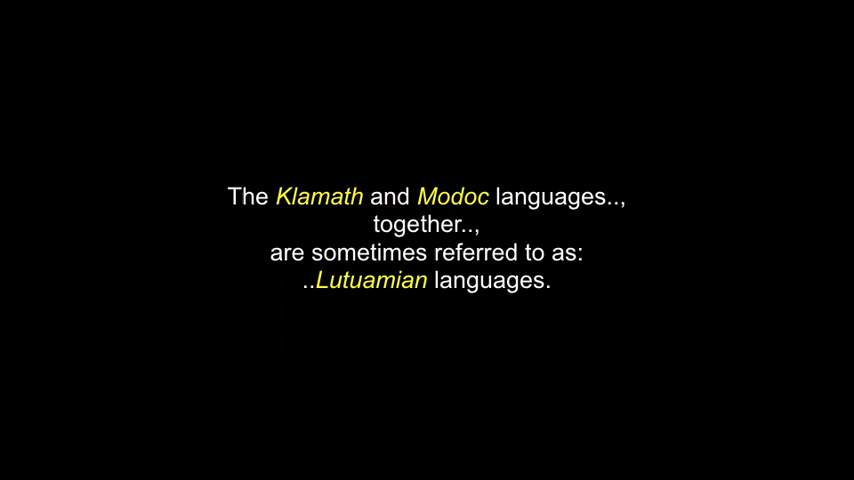 The Klamath and Modoc languages..,
together..,
are sometimes referred to as:
..Lutuamian languages.